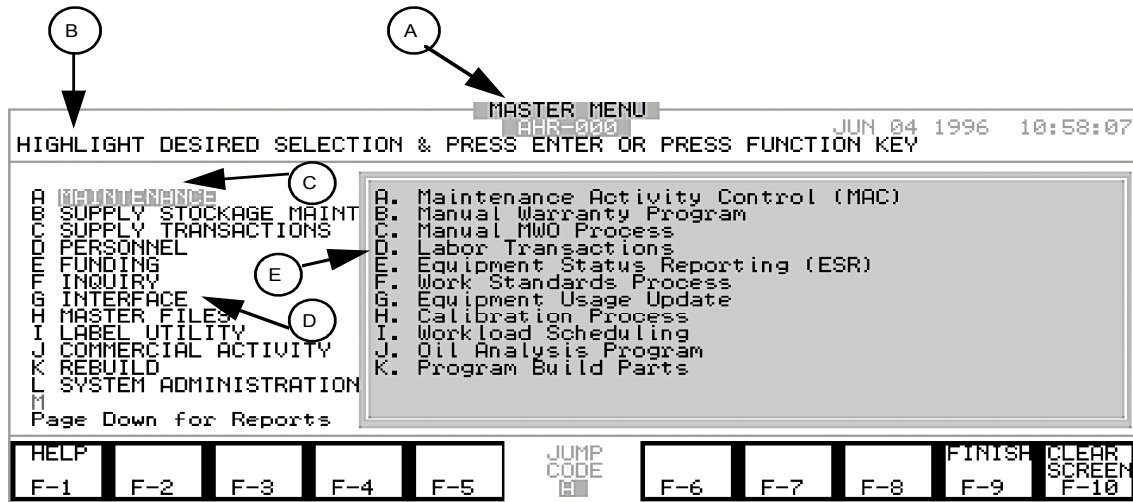 B
A
MASTER MENU
AHR-000
JUN 04 1996 10:58:07
HIGHLIGHT DESIRED SELECTION & PRESS ENTER OR PRESS FUNCTION KEY
C
A MAINTENANCE
B SUPPLY STOCKAGE MAINT
C SUPPLY TRANSACTIONS
D PERSONNEL
E FUNDING
F INQUIRY
G INTERFACE
H MASTER FILES
I LABEL UTILITY
J COMMERCIAL ACTIVITY
K REBUILD
L SYSTEM ADMINISTRATION
M
Page Down for Reports
E
D
A. Maintenance Activity Control (MAC)
B. Manual Warranty Program
C. Manual MWO Process
D. Labor Transactions
E. Equipment Status Reporting (ESR)
F. Work Standards Process
G. Equipment Usage Update
H. Calibration Process
I. Workload Scheduling
J. Oil Analysis Program
K. Program Build Parts
HELP
F-1
F-2
F-3
F-4
F-5
JUMP
CODE
A
F-6
F-7
F-8
FINISH
F-9
CLEAR
SCREEN
F-10